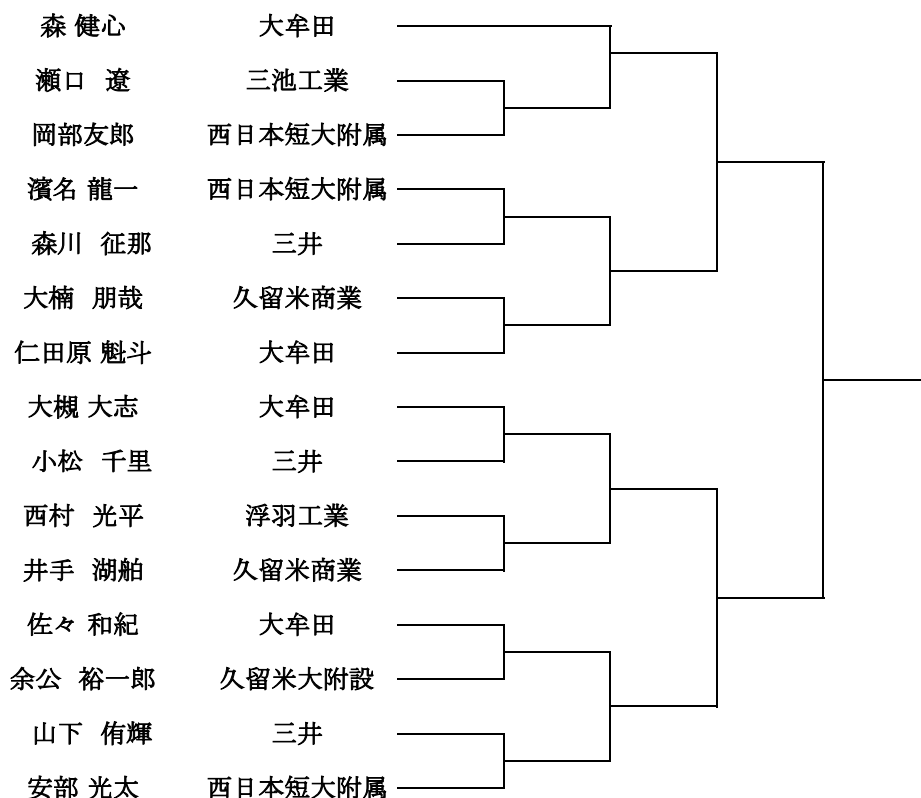 森 健心 大牟田
瀬口 遼 三池工業
岡部友郎 西日本短大附属
濱名 龍一 西日本短大附属
森川 征那 三井
大楠 朋哉 久留米商業
仁田原 魁斗 大牟田
大槻 大志 大牟田
小松 千里 三井
西村 光平 浮羽工業
井手 湖舶 久留米商業
佐々 和紀 大牟田
余公 裕一郎 久留米大附設
山下 侑輝 三井
安部 光太 西日本短大附属